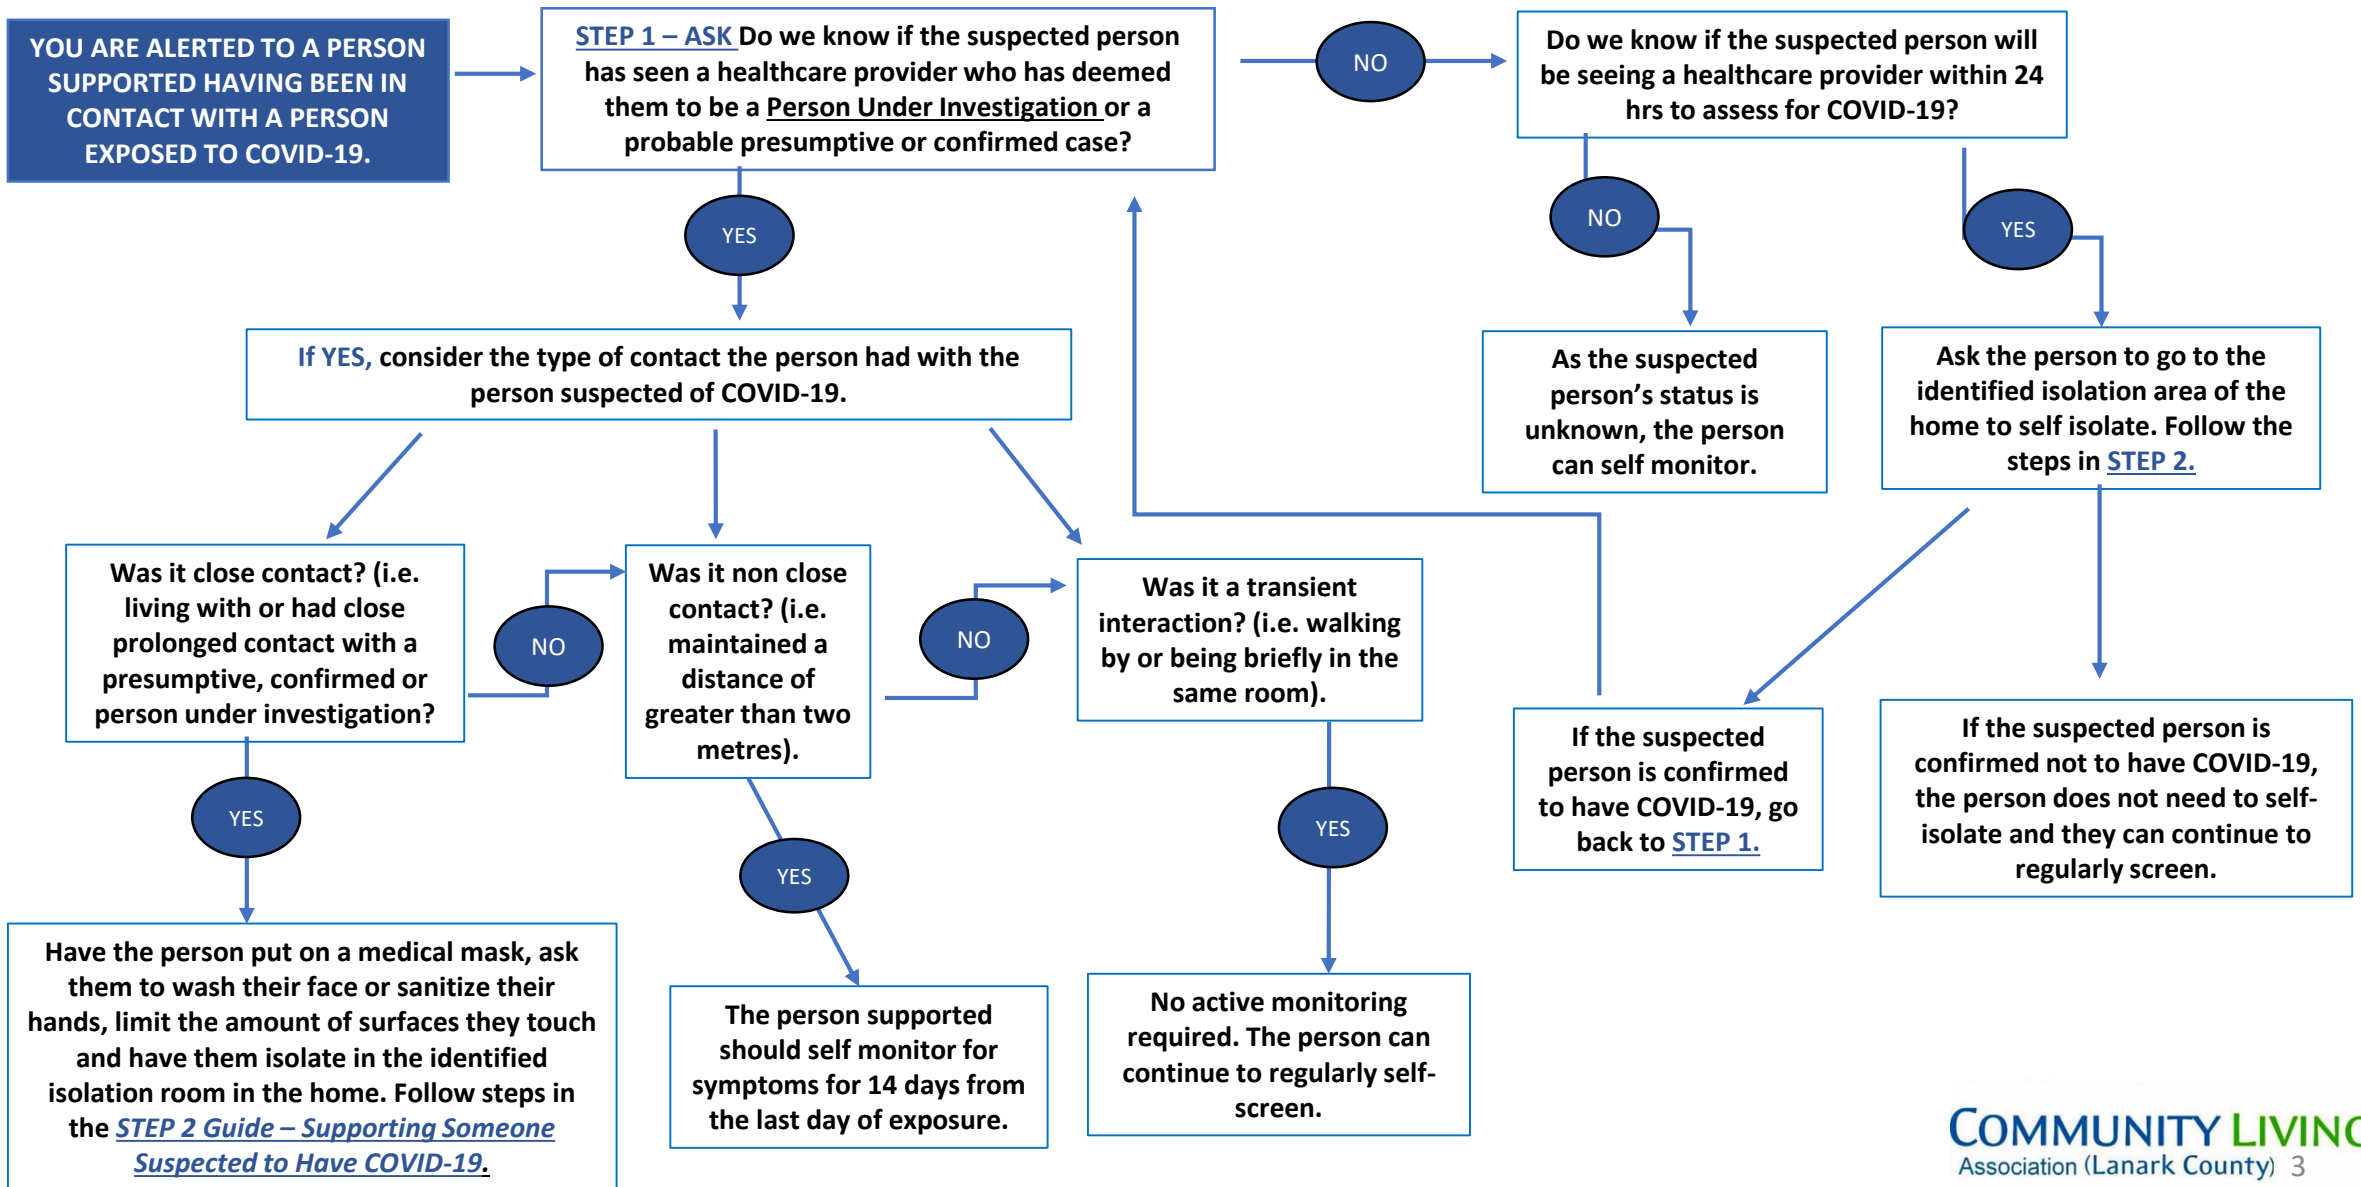 YOU ARE ALERTED TO A PERSON
SUPPORTED HAVING BEEN IN
CONTACT WITH A PERSON
EXPOSED TO COVID-19.
STEP 1 – ASK Do we know if the suspected person
has seen a healthcare provider who has deemed
them to be a Person Under Investigation or a
probable presumptive or confirmed case?
NO
Do we know if the suspected person will
be seeing a healthcare provider within 24
hrs to assess for COVID-19?
YES
NO
YES
If YES, consider the type of contact the person had with the
person suspected of COVID-19.
As the suspected
person’s status is
unknown, the person
can self monitor.
Ask the person to go to the
identified isolation area of the
home to self isolate. Follow the
steps in STEP 2.
Was it close contact? (i.e.
living with or had close
prolonged contact with a
presumptive, confirmed or
person under investigation?
NO
Was it non close
contact? (i.e.
maintained a
distance of
greater than two
metres).
NO
Was it a transient
interaction? (i.e. walking
by or being briefly in the
same room).
If the suspected
person is confirmed
to have COVID-19, go
back to STEP 1.
If the suspected person is
confirmed not to have COVID-19,
the person does not need to self-
isolate and they can continue to
regularly screen.
YES
YES
YES
Have the person put on a medical mask, ask
them to wash their face or sanitize their
hands, limit the amount of surfaces they touch
and have them isolate in the identified
isolation room in the home. Follow steps in
the STEP 2 Guide – Supporting Someone
Suspected to Have COVID-19.
The person supported
should self monitor for
symptoms for 14 days from
the last day of exposure.
No active monitoring
required. The person can
continue to regularly self-
screen.
COMMUNITY LIVING
Association (Lanark County) 3